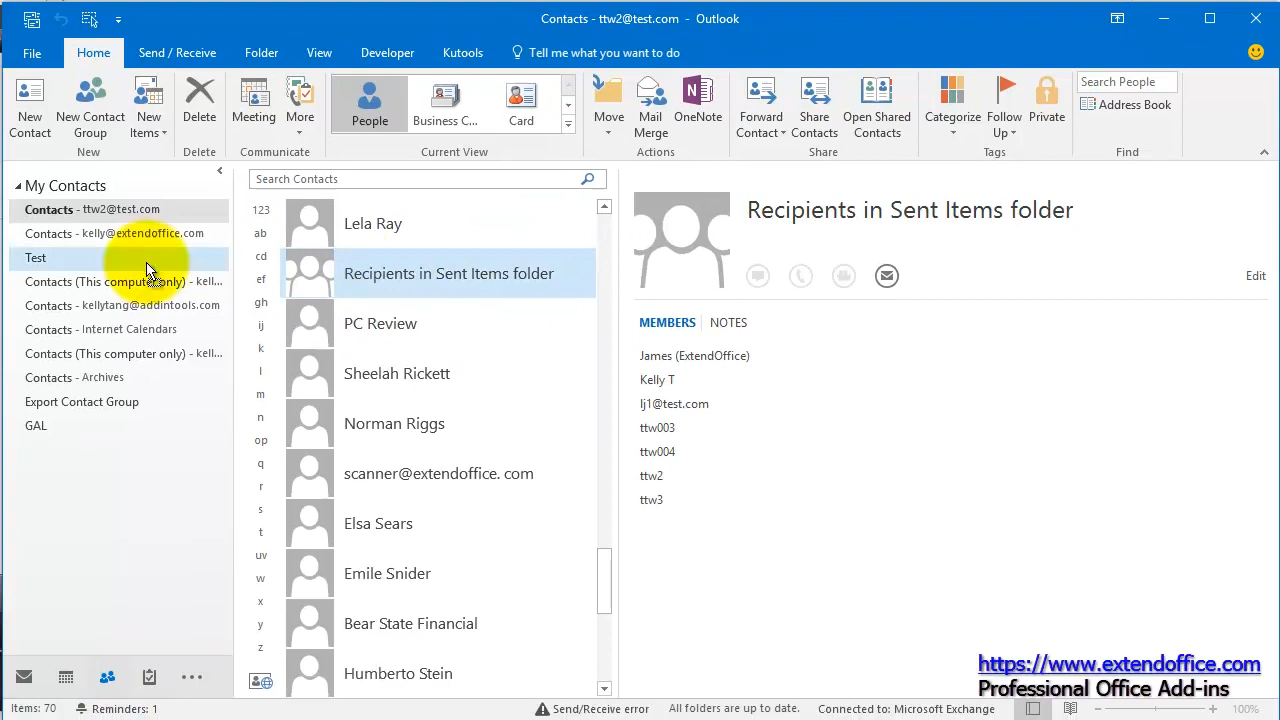 Contacts - ttw2@test.com - Outlook
File Home Send / Receive Folder View Developer Kutools Tell me what you want to do
New Contact
New Contact Group
New Items
New
Delete
Delete
Meeting
More
Communicate
People
Business C...
Card
Current View
Move
Mail Merge
OneNote
Actions
Forward Contact
Share Contacts
Open Shared Contacts
Share
Categorize
Follow Up
Private
Tags
Search People
Address Book
Find
My Contacts
Contacts - ttw2@test.com
Contacts - kelly@extendoffice.com
Test
Contacts (This computer only) - kell...
Contacts - kellytang@addintools.com
Contacts - Internet Calendars
Contacts (This computer only) - kell...
Contacts - Archives
Export Contact Group
GAL
Search Contacts
123
ab
cd
ef
gh
ij
k
l
m
n
op
q
r
s
t
uv
w
x
y
z
Lela Ray
Recipients in Sent Items folder
PC Review
Sheelah Rickett
Norman Riggs
scanner@extendoffice. com
Elsa Sears
Emile Snider
Bear State Financial
Humberto Stein
Recipients in Sent Items folder
Edit
MEMBERS NOTES
James (ExtendOffice)
Kelly T
lj1@test.com
ttw003
ttw004
ttw2
ttw3
https://www.extendoffice.com
Professional Office Add-ins
Items: 70 Reminders: 1 Send/Receive error All folders are up to date. Connected to: Microsoft Exchange 100%